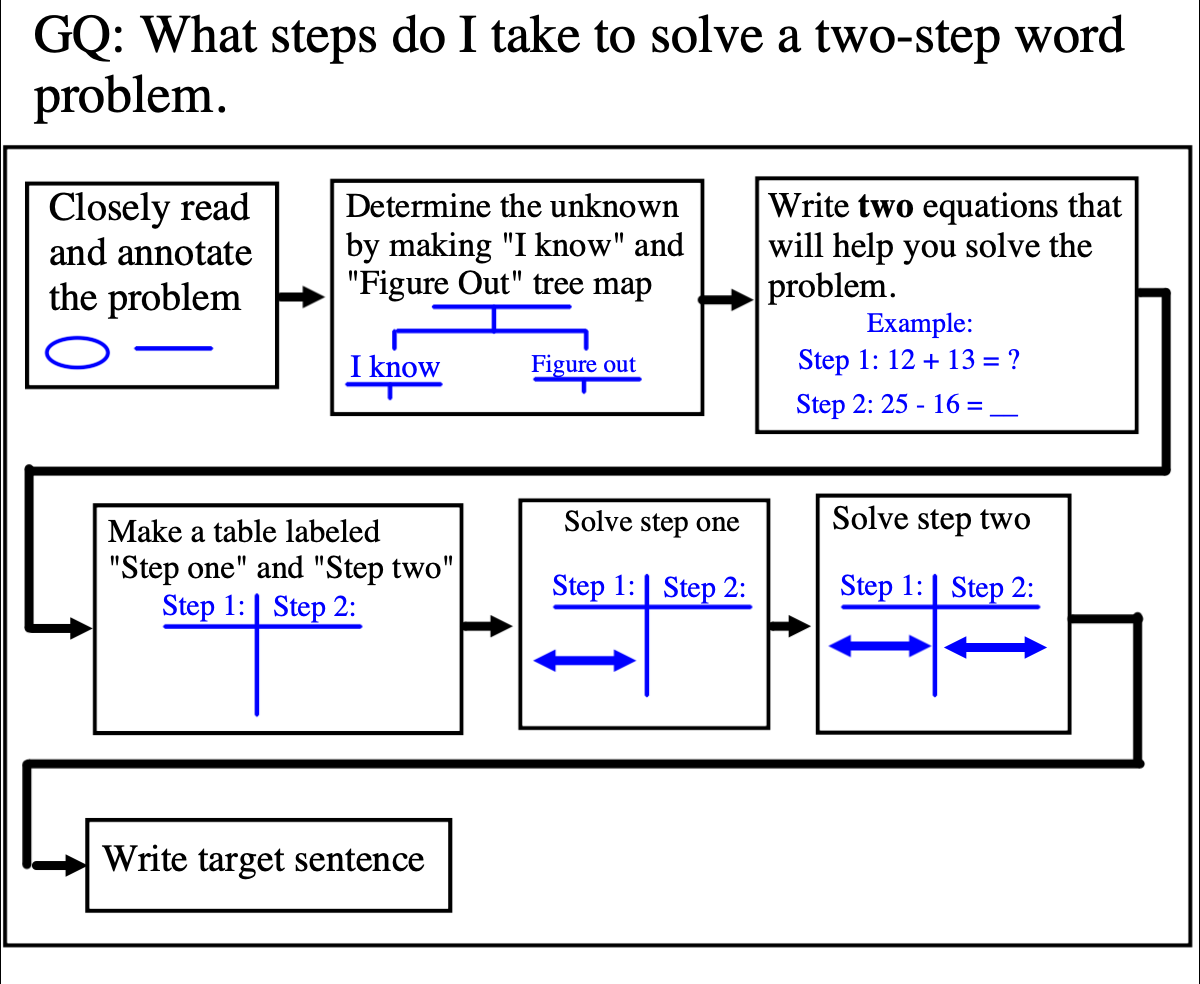 GQ: What steps do I take to solve a two-step word
problem.
Closely read
and annotate
the problem
Determine the unknown
by making "I know" and
"Figure Out" tree map
I know
Figure out
Write two equations that
will help you solve the
problem.
Example:
Step 1: 12 + 13 = ?
Step 2: 25 - 16 = __
Make a table labeled
"Step one" and "Step two"
Step 1: Step 2:
Solve step one
Step 1: Step 2:
Solve step two
Step 1: Step 2:
Write target sentence